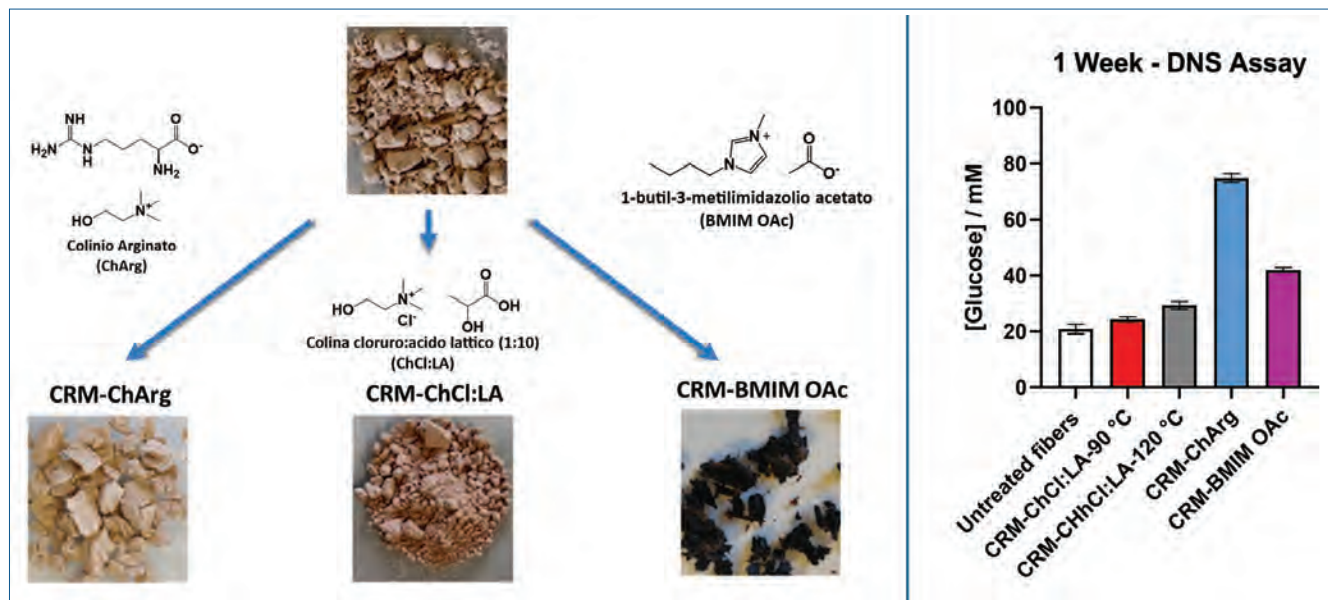 NH
O
H₂N
N
H
O⁻
NH₂
HO
N⁺
Colinio Arginato
(ChArg)
N⁺
N
O
O⁻
1-butil-3-metilimidazolio acetato
(BMIM OAc)
HO
N⁺
Cl⁻
O
OH
OH
Colina cloruro:acido lattico (1:10)
(ChCl:LA)
CRM-ChArg
CRM-ChCl:LA
CRM-BMIM OAc
1 Week - DNS Assay
[Glucose] / mM
100
80
60
40
20
0
Untreated fibers
CRM-ChCl:LA-90 °C
CRM-CHhCl:LA-120 °C
CRM-ChArg
CRM-BMIM OAc